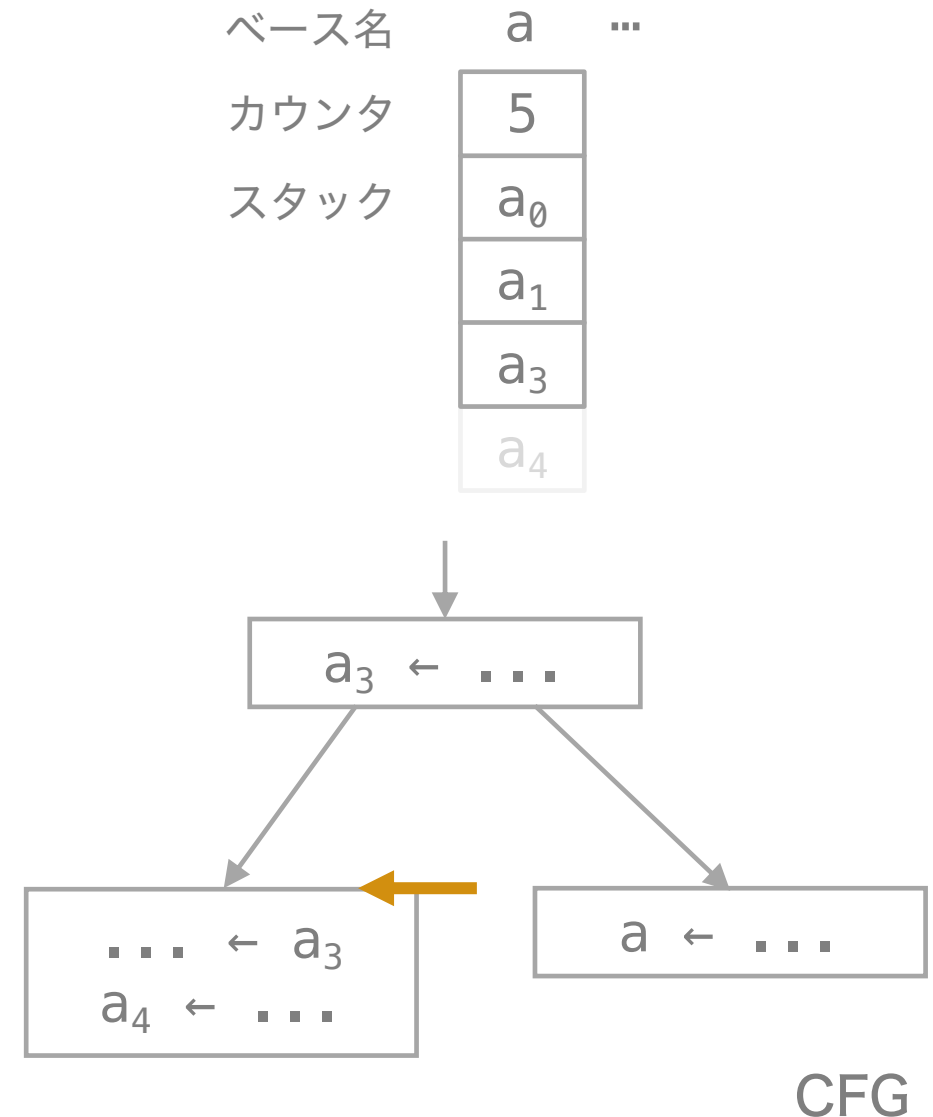 ベース名 a …
カウンタ 5
スタック a₀
a₁
a₃
a₄
a₃ ← ...
... ← a₃
a₄ ← ...
a ← ...
CFG